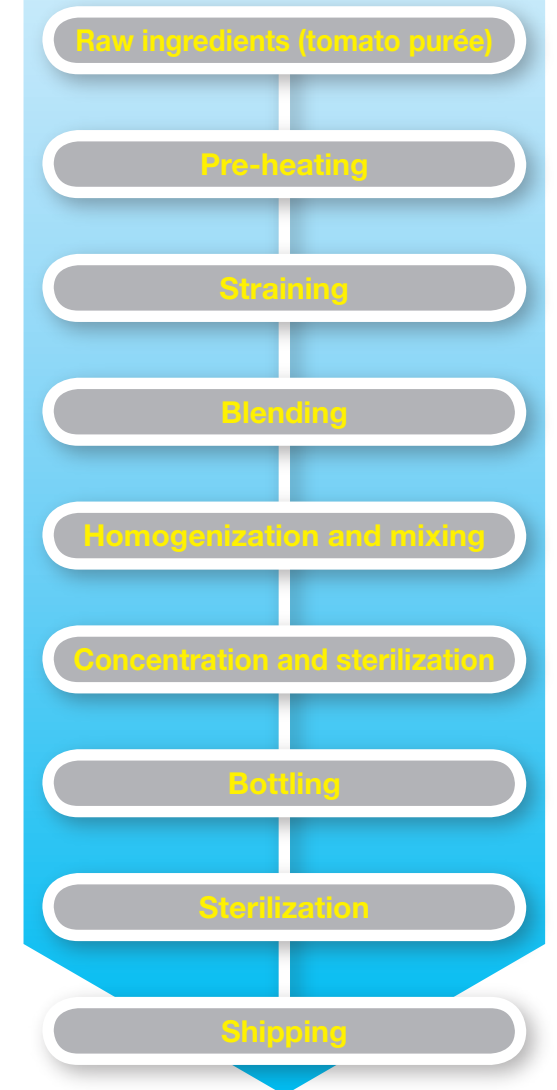 Raw ingredients (tomato purée)
Pre-heating
Straining
Blending
Homogenization and mixing
Concentration and sterilization
Bottling
Sterilization
Shipping